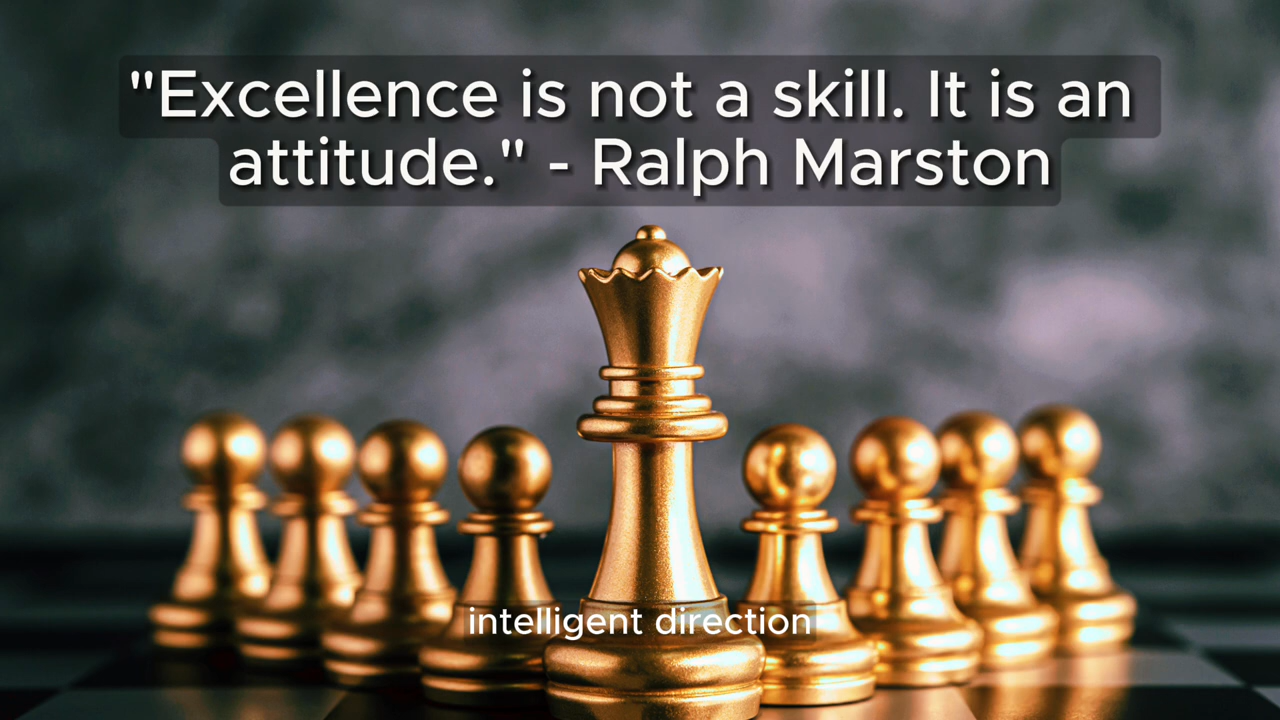 "Excellence is not a skill. It is an
attitude." - Ralph Marston
intelligent direction